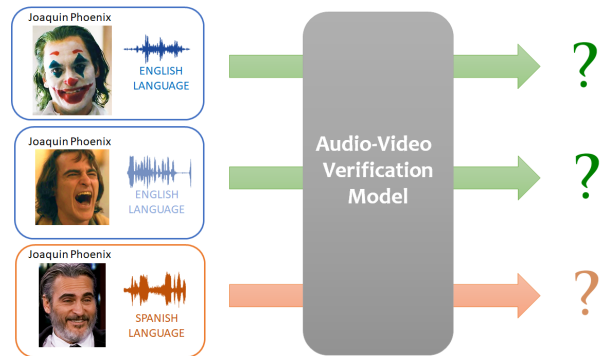 Joaquin Phoenix
ENGLISH
LANGUAGE
?
Joaquin Phoenix
ENGLISH
LANGUAGE
?
Audio-Video
Verification
Model
Joaquin Phoenix
SPANISH
LANGUAGE
?